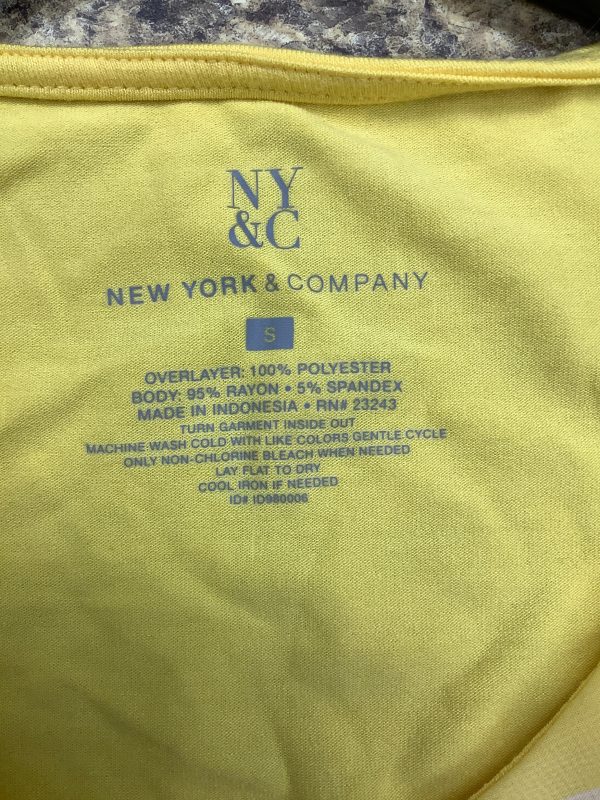 NY
&C
NEW YORK & COMPANY
S
OVERLAYER: 100% POLYESTER
BODY: 95% RAYON • 5% SPANDEX
MADE IN INDONESIA • RN# 23243
TURN GARMENT INSIDE OUT
MACHINE WASH COLD WITH LIKE COLORS GENTLE CYCLE
ONLY NON-CHLORINE BLEACH WHEN NEEDED
LAY FLAT TO DRY
COOL IRON IF NEEDED
ID# ID980006